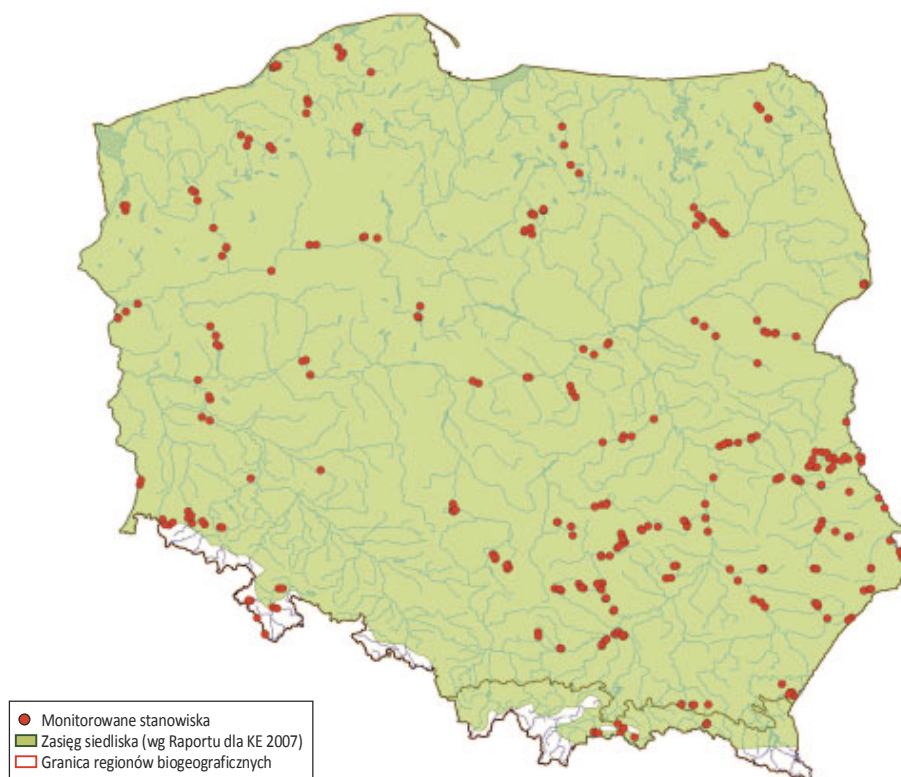 Monitorowane stanowiska
Zasięg siedliska (wg Raportu dla KE 2007)
Granica regionów biogeograficznych